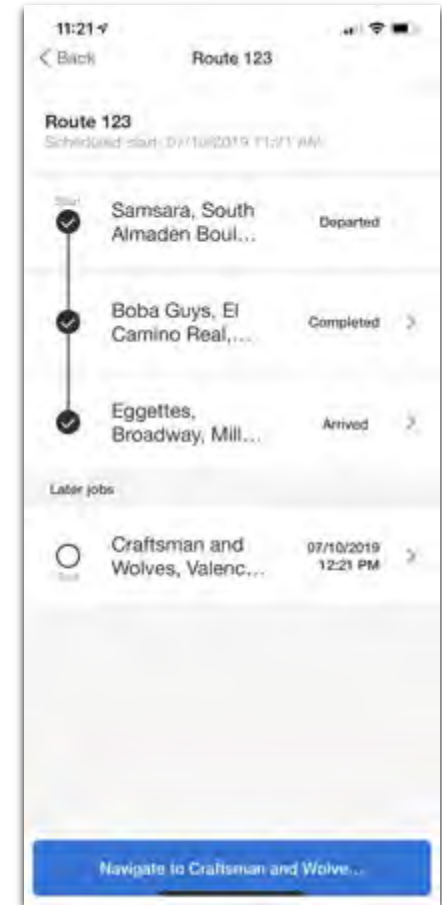 11:21
Back
Route 123
Route 123
Scheduled start: 07/10/2019 11:21 AM
Start
Samsara, South
Almaden Boul...
Departed
Boba Guys, El
Camino Real,...
Completed
Eggettes,
Broadway, Mill...
Arrived
Later jobs
Craftsman and
Wolves, Valenc...
07/10/2019
12:21 PM
Navigate to Craftsman and Wolve...